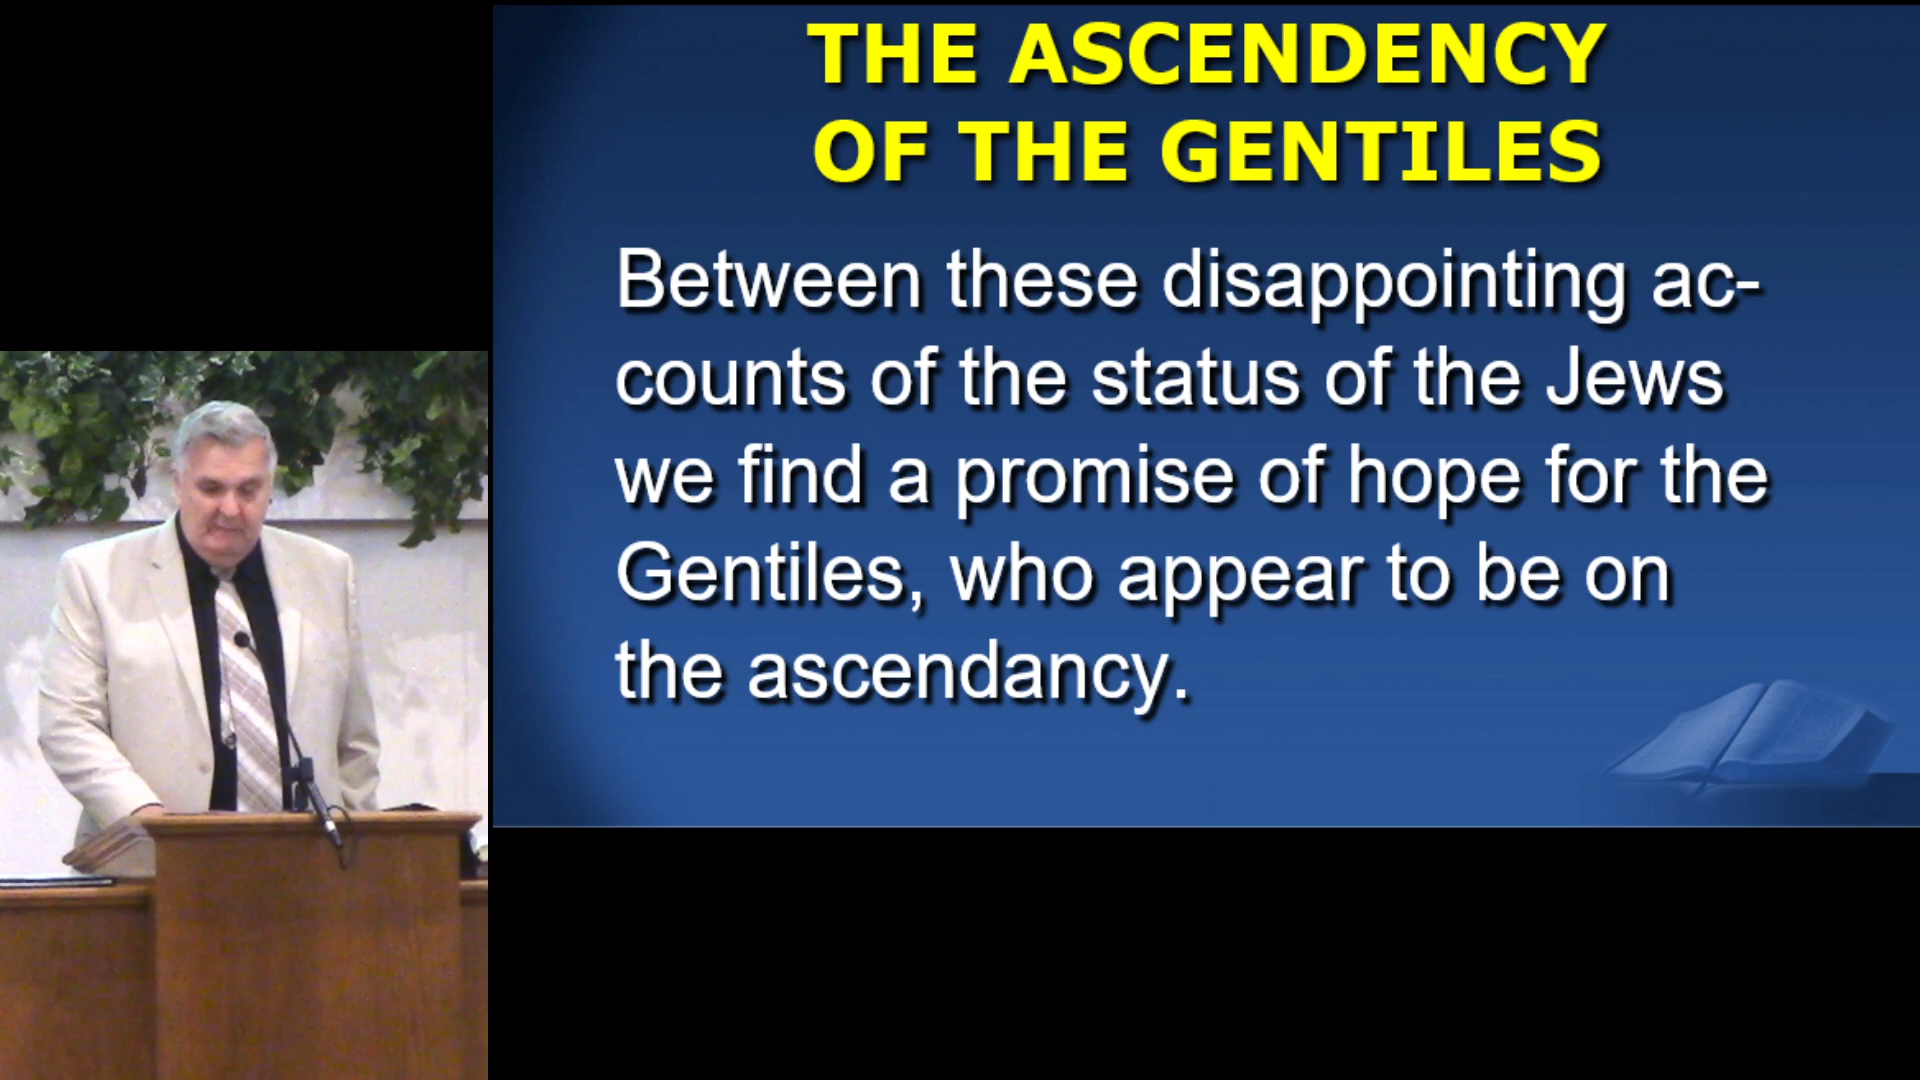 THE ASCENDENCY
OF THE GENTILES
Between these disappointing ac-
counts of the status of the Jews
we find a promise of hope for the
Gentiles, who appear to be on
the ascendancy.